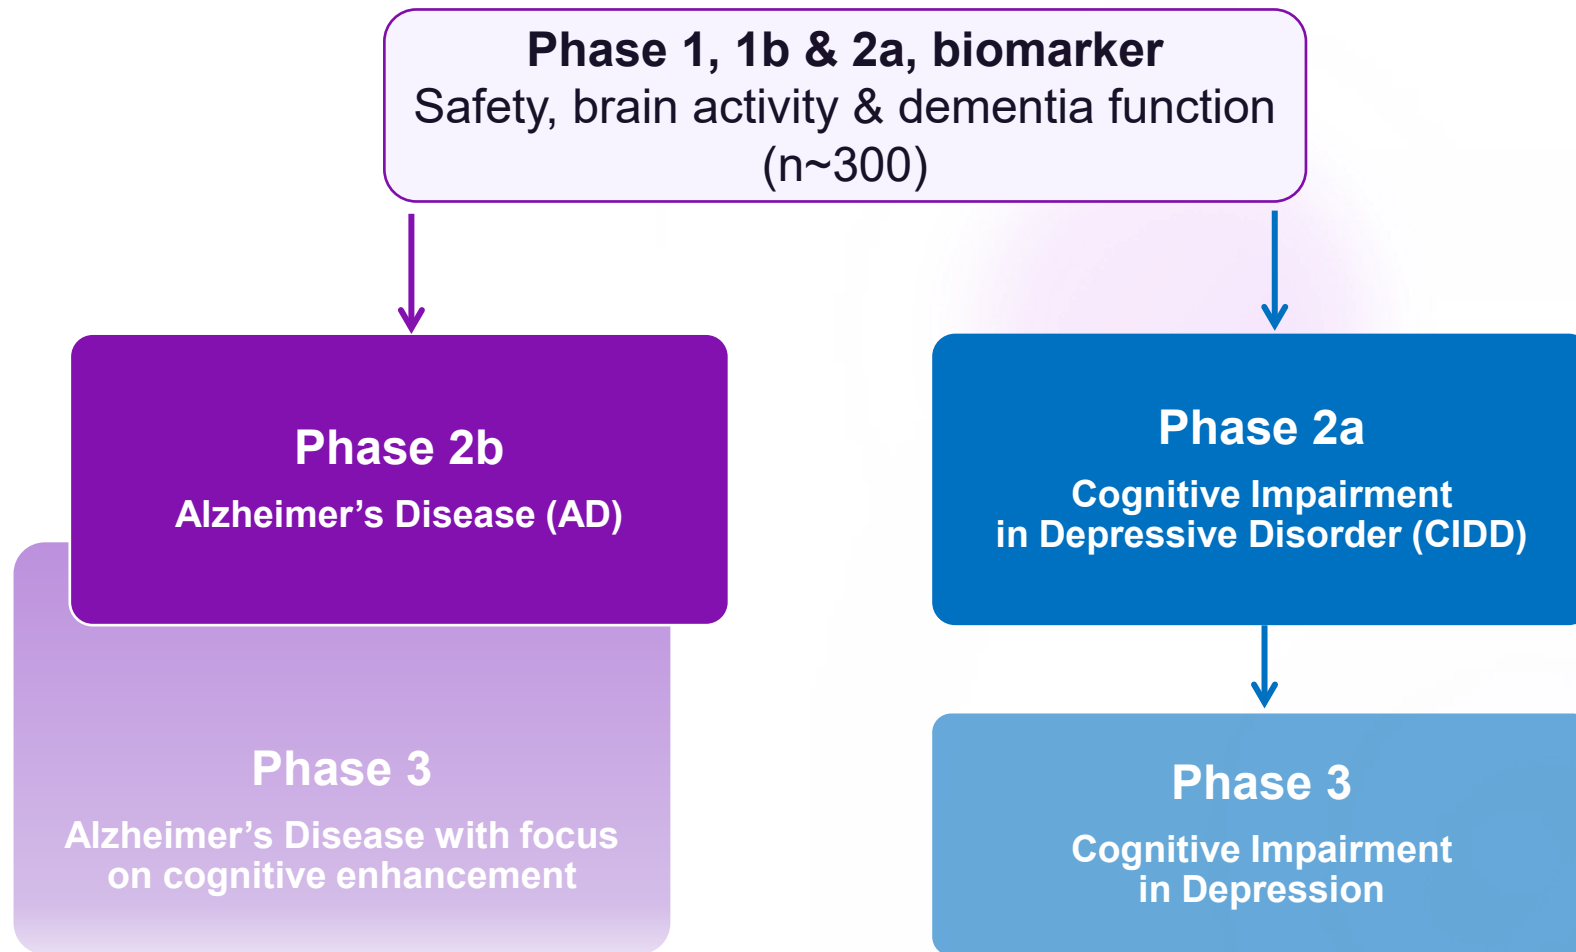 Phase 1, 1b & 2a, biomarker
Safety, brain activity & dementia function
(n~300)
Phase 2b
Alzheimer’s Disease (AD)
Phase 3
Alzheimer’s Disease with focus
on cognitive enhancement
Phase 2a
Cognitive Impairment
in Depressive Disorder (CIDD)
Phase 3
Cognitive Impairment
in Depression